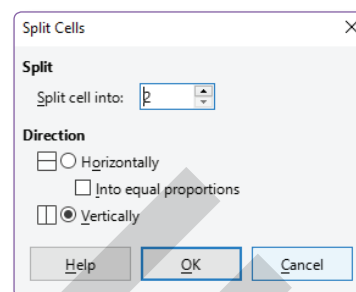 Split Cells
Split
Split cell into: 2
Direction
Horizontally
Into equal proportions
Vertically
Help OK Cancel